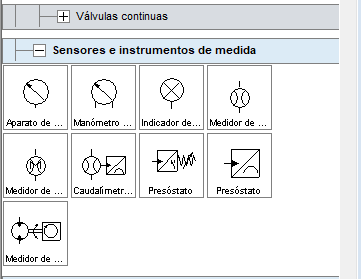 Válvulas continuas
Sensores e instrumentos de medida
Aparato de ...
Manómetro ...
Indicador de...
Medidor de ...
Medidor de ...
Caudalímetr...
Presóstato
Presóstato
Medidor de ...